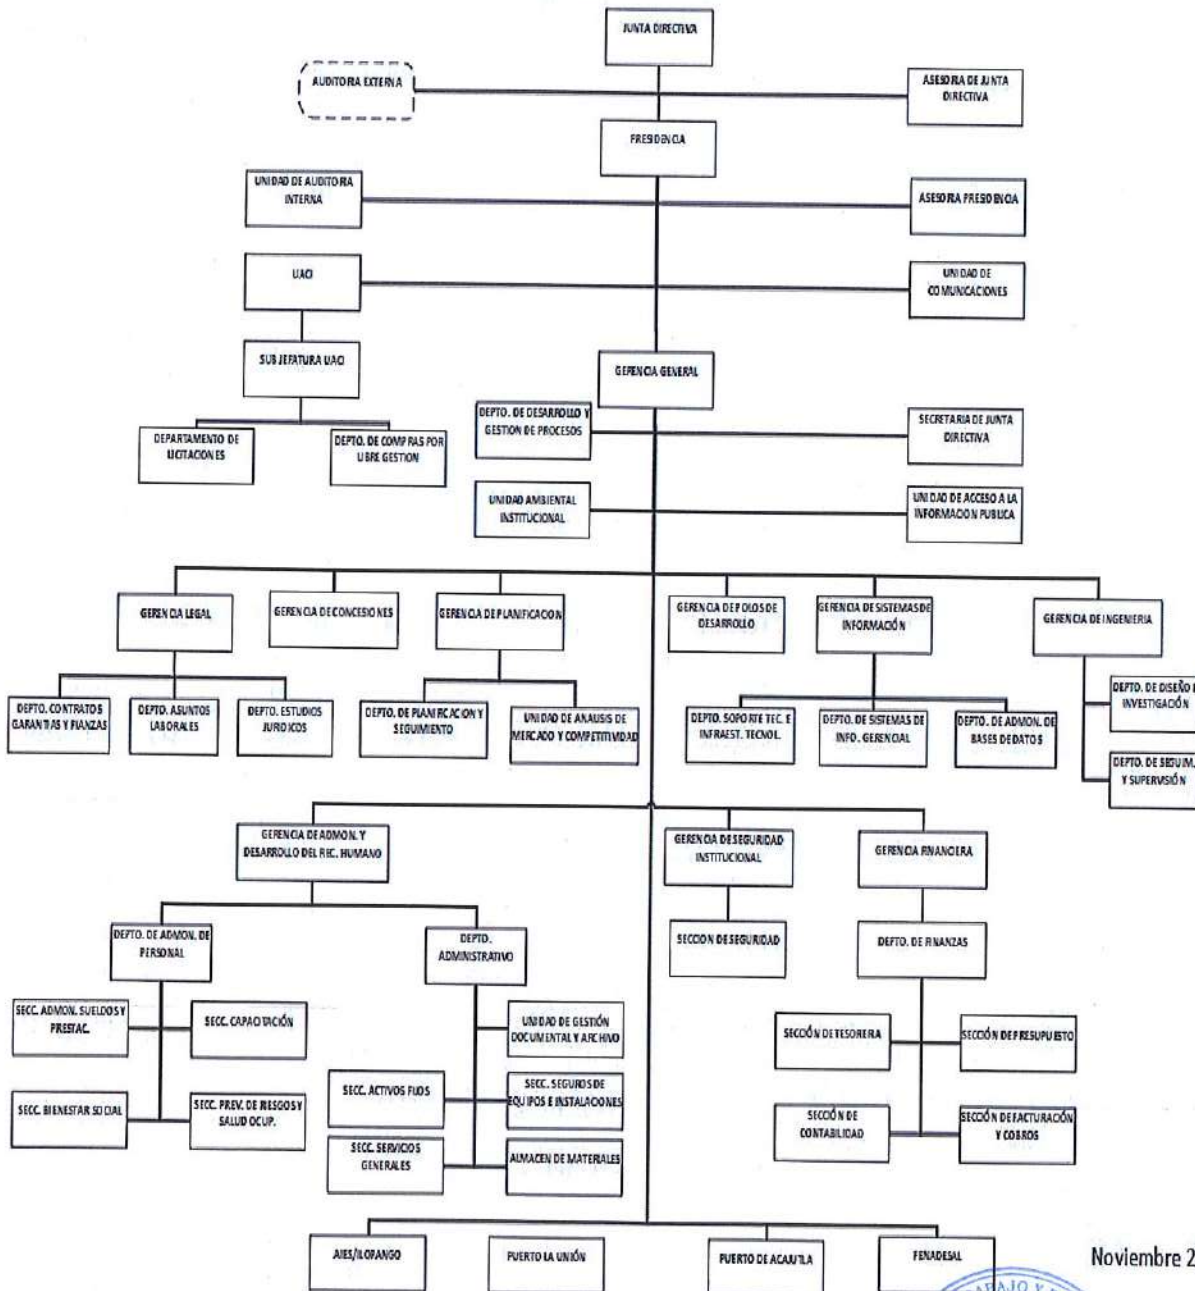 JUNTA DIRECTIVA
AUDITORIA EXTERNA
ASESORIA DE JUNTA
DIRECTIVA
PRESIDENCIA
UNIDAD DE AUDITORIA
INTERNA
ASESORIA PRESIDENCIA
UACI
UNIDAD DE
COMUNICACIONES
SUB JEFATURA UACI
GERENCIA GENERAL
DEPTO. DE DESARROLLO Y
GESTION DE PROCESOS
SECRETARIA DE JUNTA
DIRECTIVA
DEPARTAMENTO DE
LICITACIONES
DEPTO. DE COMPRAS POR
LIBRE GESTION
UNIDAD AMBIENTAL
INSTITUCIONAL
UNIDAD DE ACCESO A LA
INFORMACION PUBLICA
GERENCIA LEGAL
GERENCIA DE CONCESIONES
GERENCIA DE PLANIFICACION
GERENCIA DE POLOS DE
DESARROLLO
GERENCIA DE SISTEMAS DE
INFORMACIÓN
GERENCIA DE INGENIERIA
DEPTO. CONTRATOS
GARANTIAS Y FIANZAS
DEPTO. ASUNTOS
LABORALES
DEPTO. ESTUDIOS
JURIDICOS
DEPTO. DE PLANIFICACION Y
SEGUIMIENTO
UNIDAD DE ANALISIS DE
MERCADO Y COMPETITIVIDAD
DEPTO. SOPORTE TEC. E
INFRAEST. TECNOL.
DEPTO. DE SISTEMAS DE
INFO. GERENCIAL
DEPTO. DE ADMON. DE
BASES DE DATOS
DEPTO. DE DISEÑO E
INVESTIGACIÓN
DEPTO. DE SEGUIM.
Y SUPERVISIÓN
GERENCIA DE ADMON. Y
DESARROLLO DEL REC. HUMANO
GERENCIA DE SEGURIDAD
INSTITUCIONAL
GERENCIA FINANCIERA
DEPTO. DE ADMON. DE
PERSONAL
DEPTO.
ADMINISTRATIVO
SECCION DE SEGURIDAD
DEPTO. DE FINANZAS
SECC. ADMON. SUELDOS Y
PRESTAC.
SECC. CAPACITACIÓN
UNIDAD DE GESTIÓN
DOCUMENTAL Y ARCHIVO
SECCIÓN DE TESORERA
SECCIÓN DE PRESUPUESTO
SECC. BIENESTAR SOCIAL
SECC. PREV. DE RIESGOS Y
SALUD OCUP.
SECC. ACTIVOS FIJOS
SECC. SEGUROS DE
EQUIPOS E INSTALACIONES
SECCIÓN DE
CONTABILIDAD
SECCIÓN DE FACTURACIÓN
Y COBROS
SECC. SERVICIOS
GENERALES
ALMACEN DE MATERIALES
AIES/ILOPANGO
PUERTO LA UNIÓN
PUERTO DE ACAJUTLA
FENADESAL
Noviembre 2